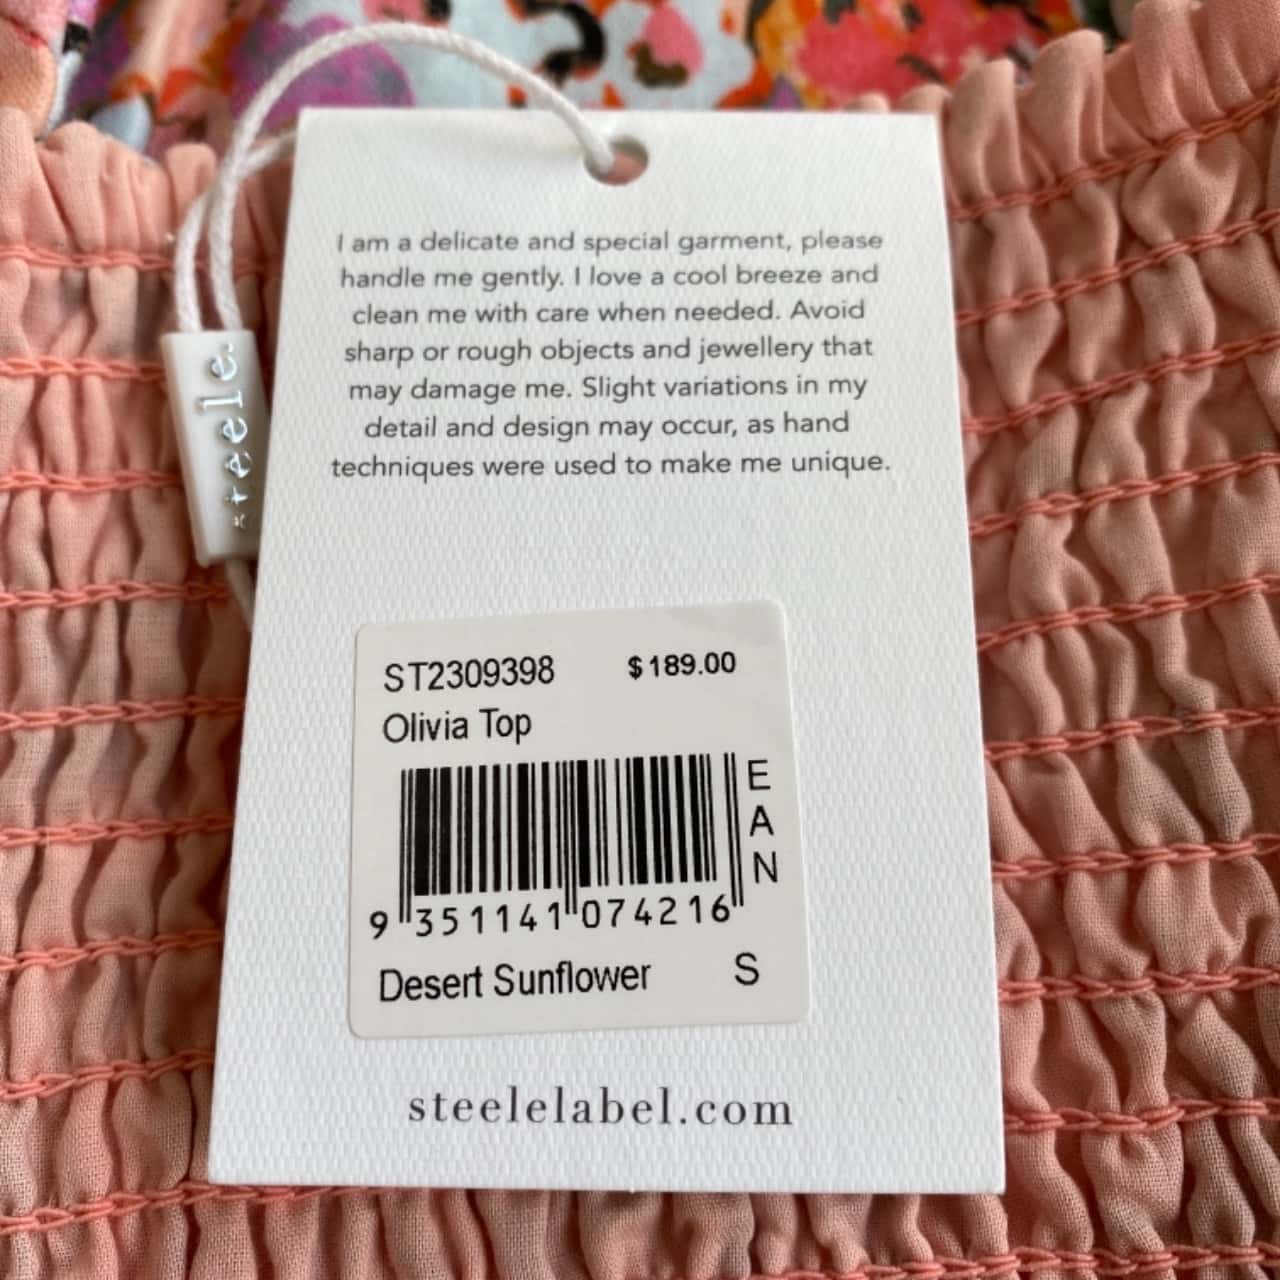 I am a delicate and special garment, please
handle me gently. I love a cool breeze and
clean me with care when needed. Avoid
sharp or rough objects and jewellery that
may damage me. Slight variations in my
detail and design may occur, as hand
techniques were used to make me unique.
steele.
ST2309398 $189.00
Olivia Top
EAN
9 351141 074216
Desert Sunflower S
steelelabel.com